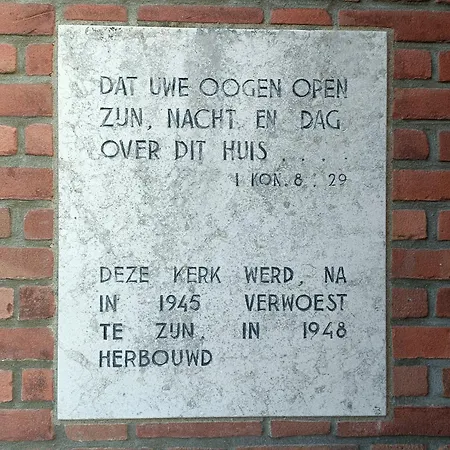 DAT UWE OOGEN OPEN
ZIJN, NACHT EN DAG
OVER DIT HUIS . . . .
I KON. 8 : 29
DEZE KERK WERD, NA
IN 1945 VERWOEST
TE ZIJN, IN 1948
HERBOUWD